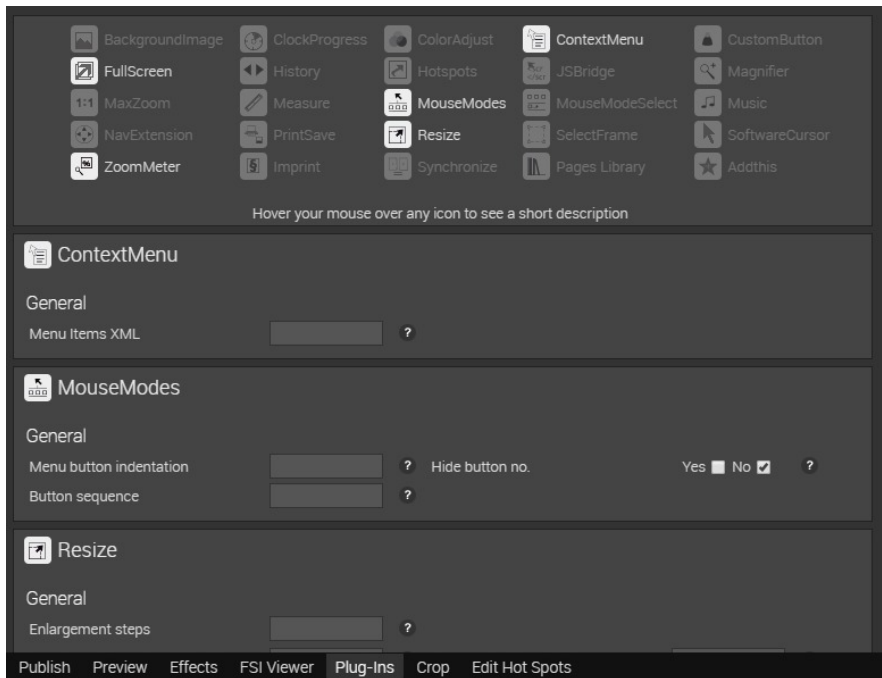 BackgroundImage ClockProgress ColorAdjust ContextMenu CustomButton
FullScreen History Hotspots JSBridge Magnifier
1:1 MaxZoom Measure MouseModes MouseModeSelect Music
NavExtension PrintSave Resize SelectFrame SoftwareCursor
ZoomMeter Imprint Synchronize Pages Library Addthis
Hover your mouse over any icon to see a short description
ContextMenu
General
Menu Items XML ?
MouseModes
General
Menu button indentation ? Hide button no. Yes No ?
Button sequence ?
Resize
General
Enlargement steps ?
Publish Preview Effects FSI Viewer Plug-Ins Crop Edit Hot Spots